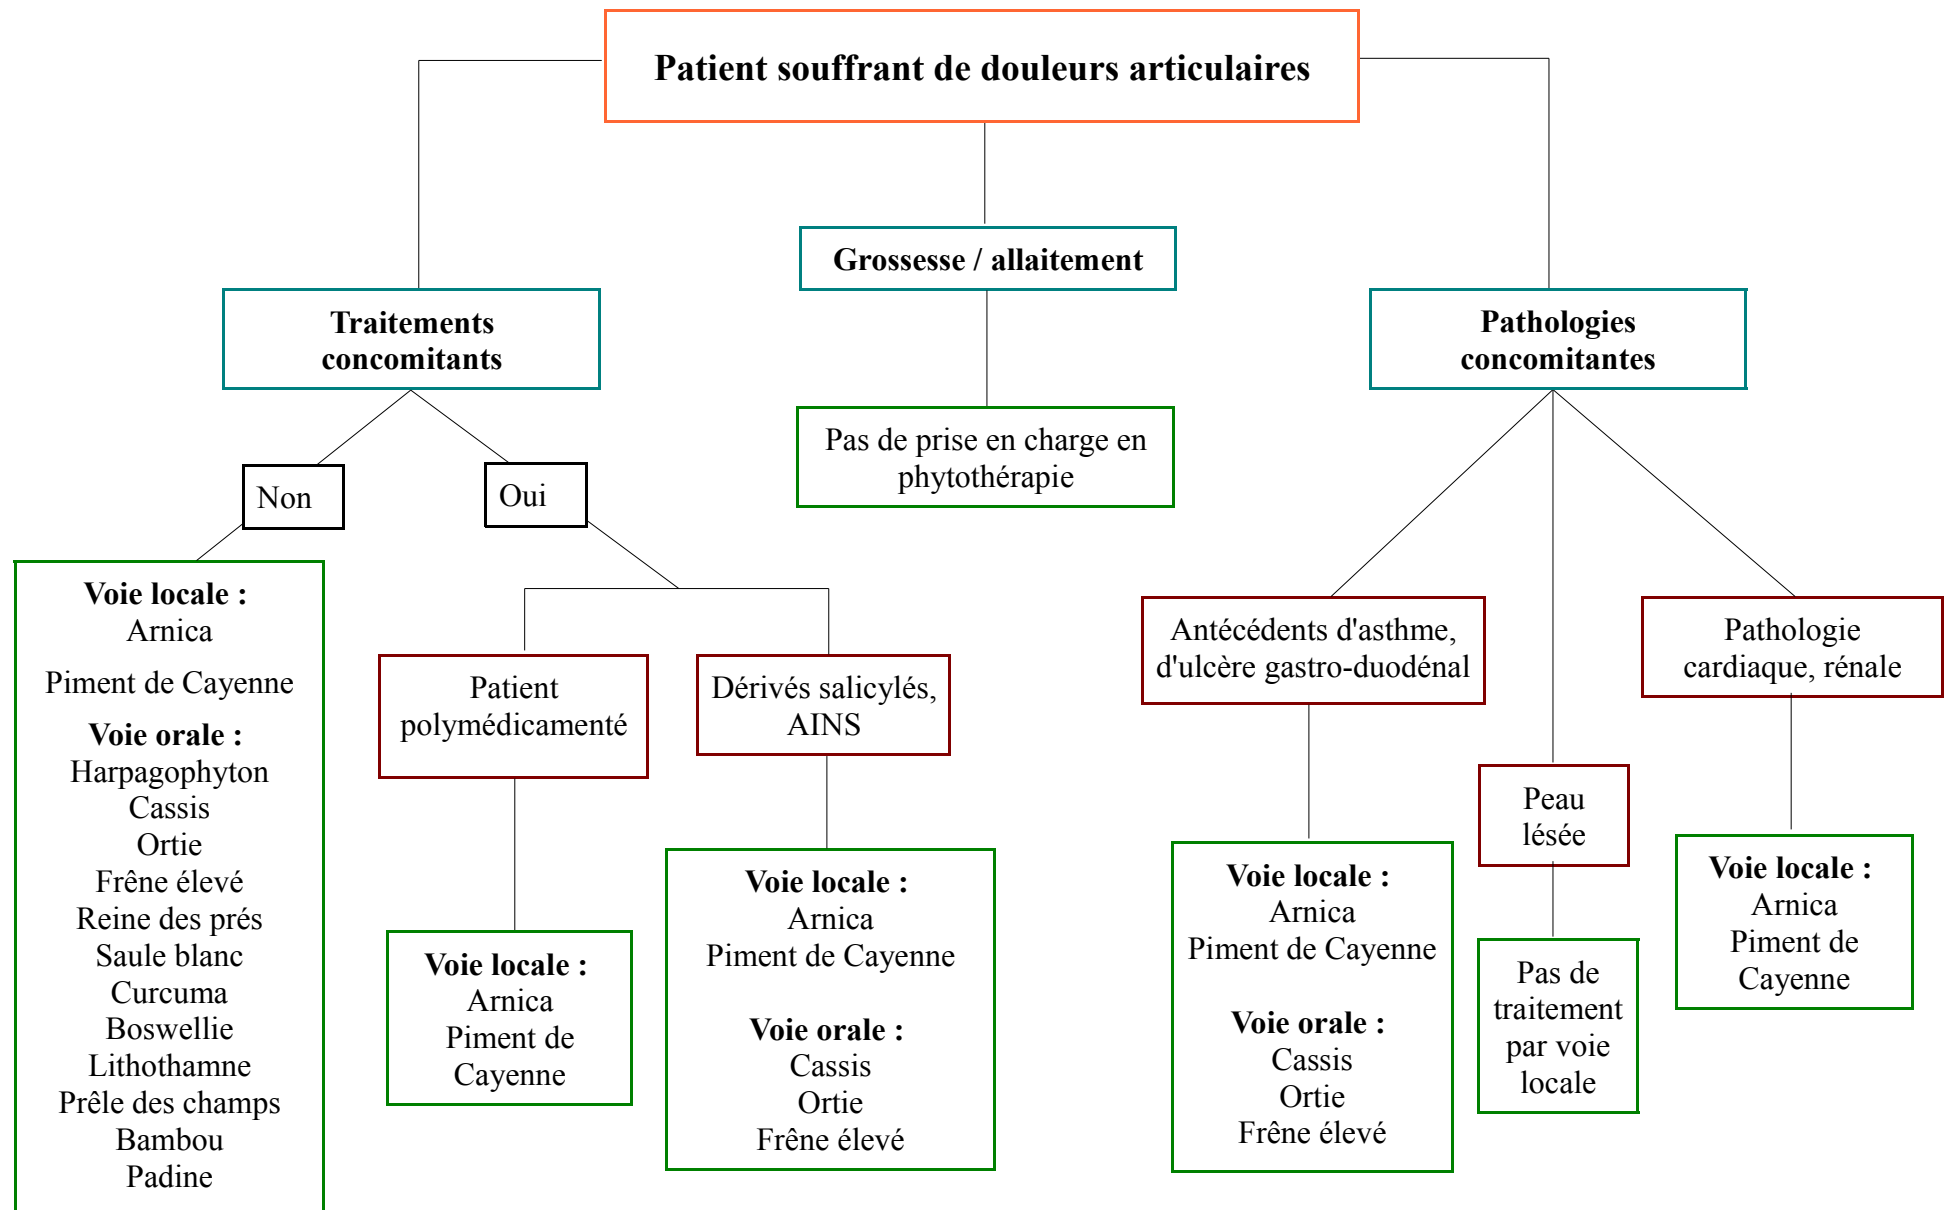 Patient souffrant de douleurs articulaires
Grossesse / allaitement
Traitements
concomitants
Pathologies
concomitantes
Pas de prise en charge en
phytothérapie
Non
Oui
Voie locale :
Arnica
Piment de Cayenne
Voie orale :
Harpagophyton
Cassis
Ortie
Frêne élevé
Reine des prés
Saule blanc
Curcuma
Boswellie
Lithothamne
Prêle des champs
Bambou
Padine
Patient
polymédicamenté
Voie locale :
Arnica
Piment de
Cayenne
Dérivés salicylés,
AINS
Voie locale :
Arnica
Piment de Cayenne
Voie orale :
Cassis
Ortie
Frêne élevé
Antécédents d'asthme,
d'ulcère gastro-duodénal
Voie locale :
Arnica
Piment de Cayenne
Voie orale :
Cassis
Ortie
Frêne élevé
Peau
lésée
Pas de
traitement
par voie
locale
Pathologie
cardiaque, rénale
Voie locale :
Arnica
Piment de
Cayenne